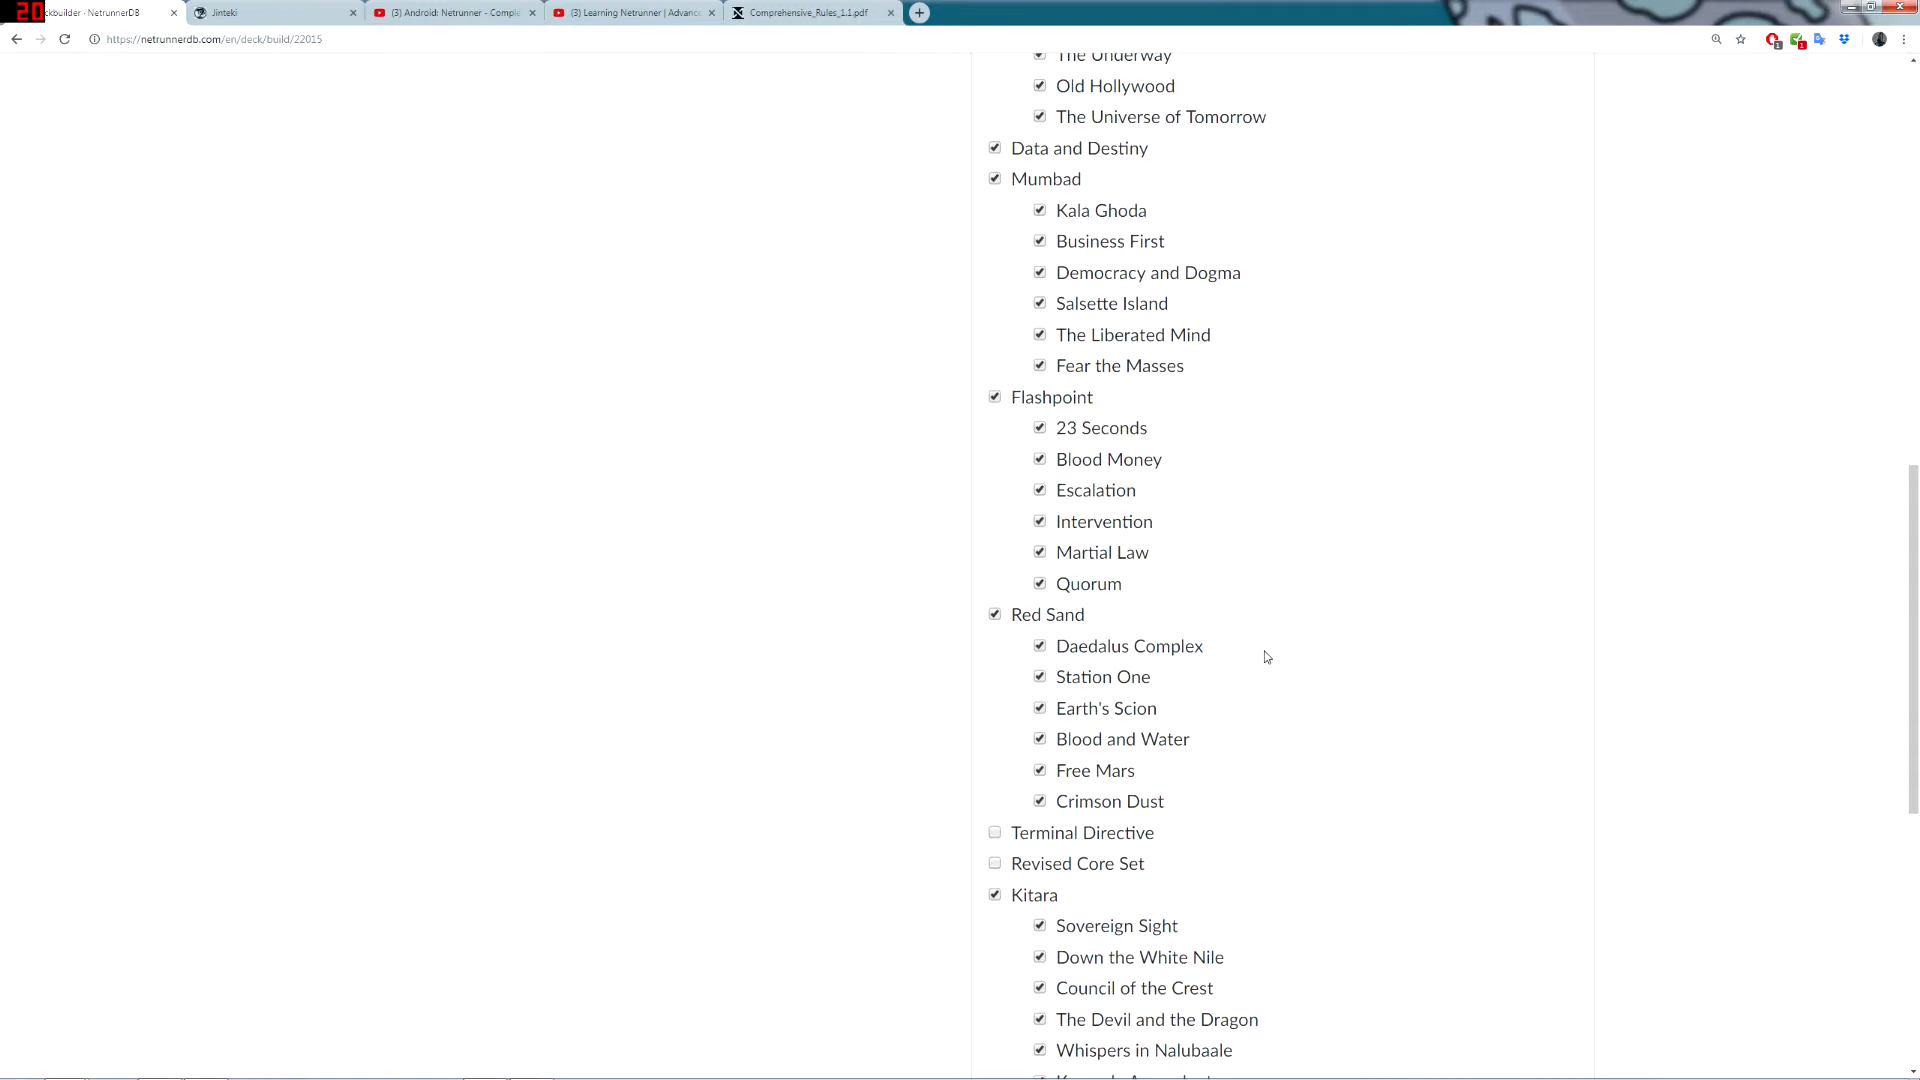 20
ckbuilder · NetrunnerDB
Jinteki
(3) Android: Netrunner - Comple
(3) Learning Netrunner | Advanc
Comprehensive_Rules_1.1.pdf
https://netrunnerdb.com/en/deck/build/22015
The Underway
Old Hollywood
The Universe of Tomorrow
Data and Destiny
Mumbad
Kala Ghoda
Business First
Democracy and Dogma
Salsette Island
The Liberated Mind
Fear the Masses
Flashpoint
23 Seconds
Blood Money
Escalation
Intervention
Martial Law
Quorum
Red Sand
Daedalus Complex
Station One
Earth's Scion
Blood and Water
Free Mars
Crimson Dust
Terminal Directive
Revised Core Set
Kitara
Sovereign Sight
Down the White Nile
Council of the Crest
The Devil and the Dragon
Whispers in Nalubaale